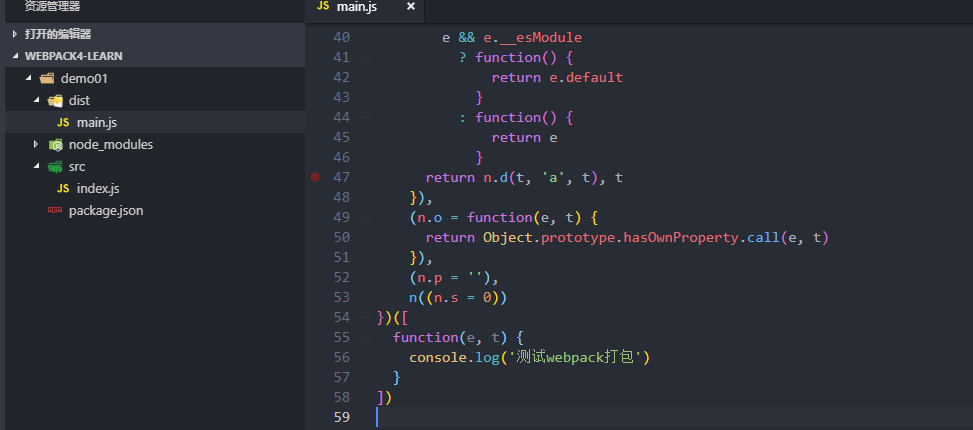 资源管理器
打开的编辑器
WEBPACK4-LEARN
demo01
dist
JS main.js
node_modules
src
JS index.js
package.json
JS main.js ×
40 e && e.__esModule
41 ? function() {
42 return e.default
43 }
44 : function() {
45 return e
46 }
47 return n.d(t, 'a', t), t
48 }),
49 (n.o = function(e, t) {
50 return Object.prototype.hasOwnProperty.call(e, t)
51 }),
52 (n.p = ''),
53 n((n.s = 0))
54 })([
55 function(e, t) {
56 console.log('测试webpack打包')
57 }
58 ])
59